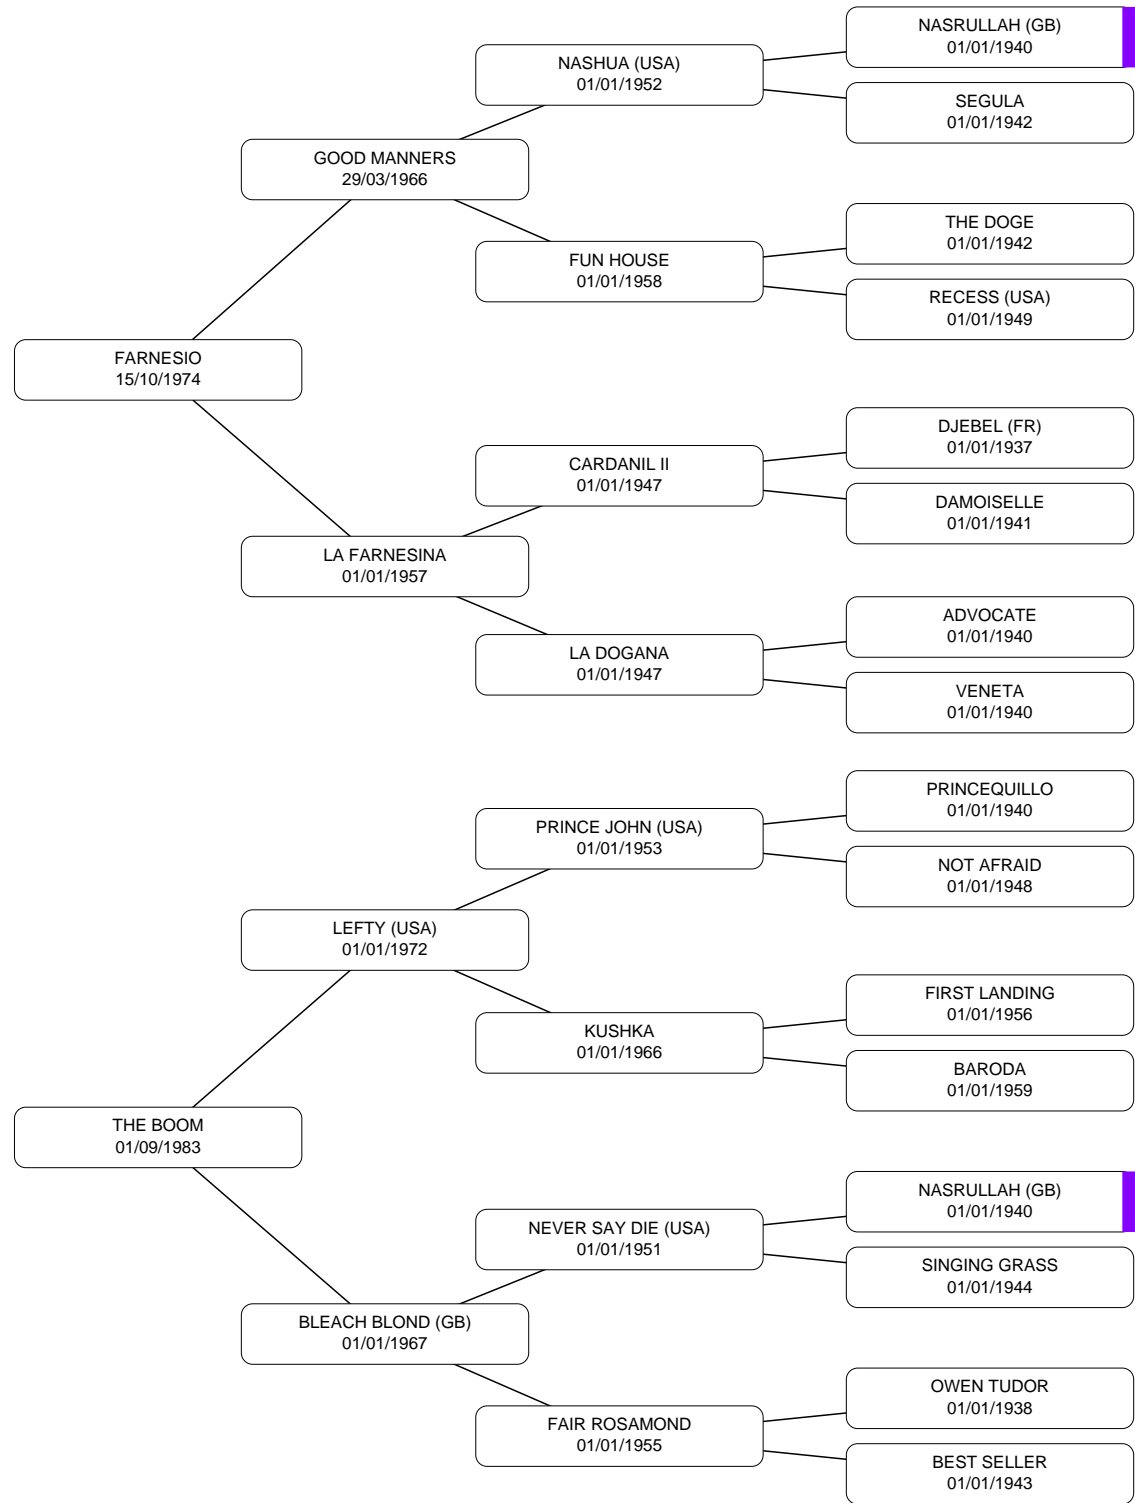 NASRULLAH (GB)
01/01/1940
NASHUA (USA)
01/01/1952
SEGULA
01/01/1942
GOOD MANNERS
29/03/1966
THE DOGE
01/01/1942
FUN HOUSE
01/01/1958
RECESS (USA)
01/01/1949
FARNESIO
15/10/1974
DJEBEL (FR)
01/01/1937
CARDANIL II
01/01/1947
DAMOISELLE
01/01/1941
LA FARNESINA
01/01/1957
ADVOCATE
01/01/1940
LA DOGANA
01/01/1947
VENETA
01/01/1940
PRINCEQUILLO
01/01/1940
PRINCE JOHN (USA)
01/01/1953
NOT AFRAID
01/01/1948
LEFTY (USA)
01/01/1972
FIRST LANDING
01/01/1956
KUSHKA
01/01/1966
BARODA
01/01/1959
THE BOOM
01/09/1983
NASRULLAH (GB)
01/01/1940
NEVER SAY DIE (USA)
01/01/1951
SINGING GRASS
01/01/1944
BLEACH BLOND (GB)
01/01/1967
OWEN TUDOR
01/01/1938
FAIR ROSAMOND
01/01/1955
BEST SELLER
01/01/1943